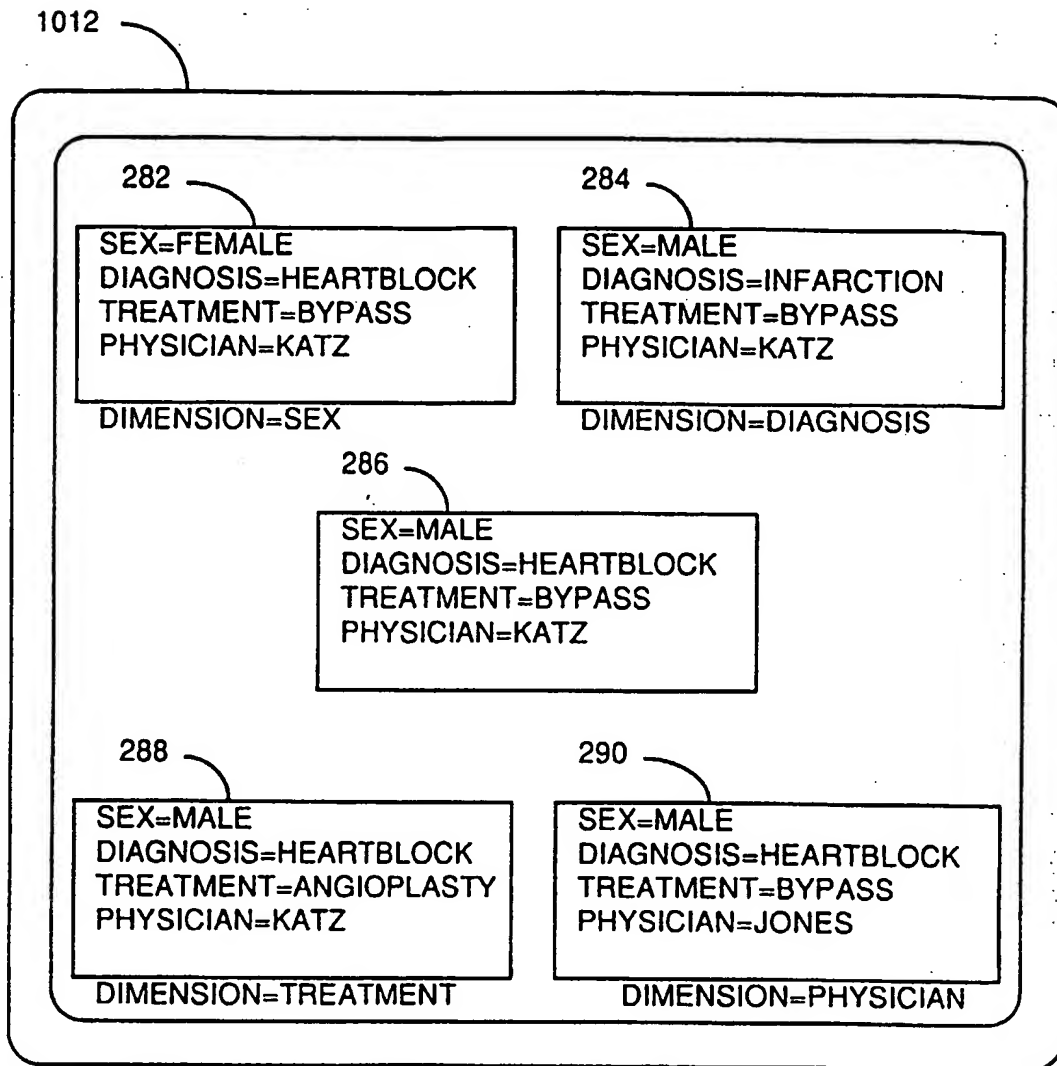 1012
282
SEX=FEMALE
DIAGNOSIS=HEARTBLOCK
TREATMENT=BYPASS
PHYSICIAN=KATZ
DIMENSION=SEX
284
SEX=MALE
DIAGNOSIS=INFARCTION
TREATMENT=BYPASS
PHYSICIAN=KATZ
DIMENSION=DIAGNOSIS
286
SEX=MALE
DIAGNOSIS=HEARTBLOCK
TREATMENT=BYPASS
PHYSICIAN=KATZ
288
SEX=MALE
DIAGNOSIS=HEARTBLOCK
TREATMENT=ANGIOPLASTY
PHYSICIAN=KATZ
DIMENSION=TREATMENT
290
SEX=MALE
DIAGNOSIS=HEARTBLOCK
TREATMENT=BYPASS
PHYSICIAN=JONES
DIMENSION=PHYSICIAN